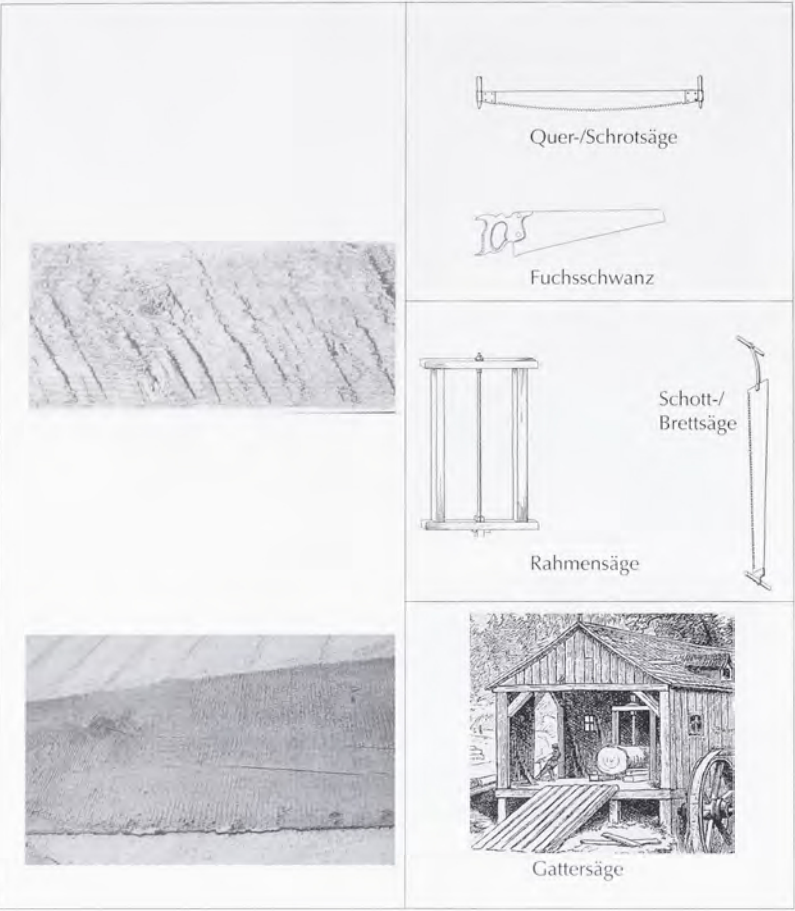 Quer-/Schrotsäge
Fuchsschwanz
Schott-/
Brettsäge
Rahmensäge
Gattersäge